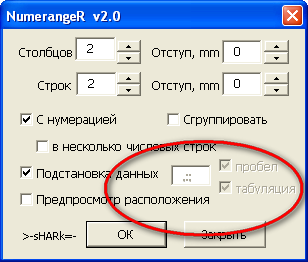 NumerangeR v2.0
Столбцов 2 Отступ, mm 0
Строк 2 Отступ, mm 0
С нумерацией Сгруппировать
в несколько числовых строк
Подстановка данных .:: пробел
табуляция
Предпросмотр расположения
>-sHARk=- ОК Закрыть